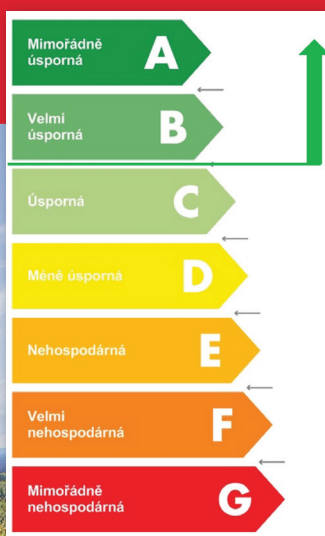 Mimořádně
úsporná
A
Velmi
úsporná
B
Úsporná
C
Méně úsporná
D
Nehospodárná
E
Velmi
nehospodárná
F
Mimořádně
nehospodárná
G